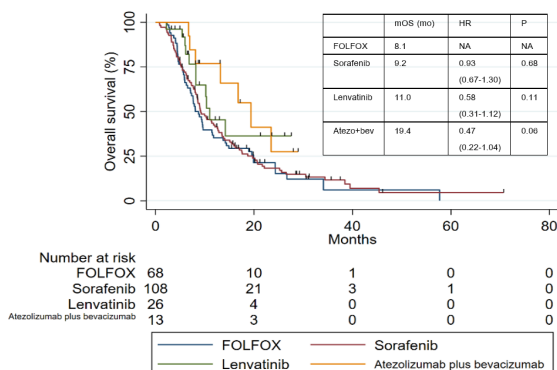 mOS (mo) HR P
FOLFOX 8.1 NA NA
Sorafenib 9.2 0.93 0.68
(0.67-1.30)
Lenvatinib 11.0 0.58 0.11
(0.31-1.12)
Atezo+bev 19.4 0.47 0.06
(0.22-1.04)
Overall survival (%)
100
75
50
25
0
0 20 40 60 80
Months
Number at risk
FOLFOX 68 10 1 0 0
Sorafenib 108 21 3 1 0
Lenvatinib 26 4 0 0 0
Atezolizumab plus bevacizumab 13 3 0 0 0
FOLFOX Sorafenib
Lenvatinib Atezolizumab plus bevacizumab